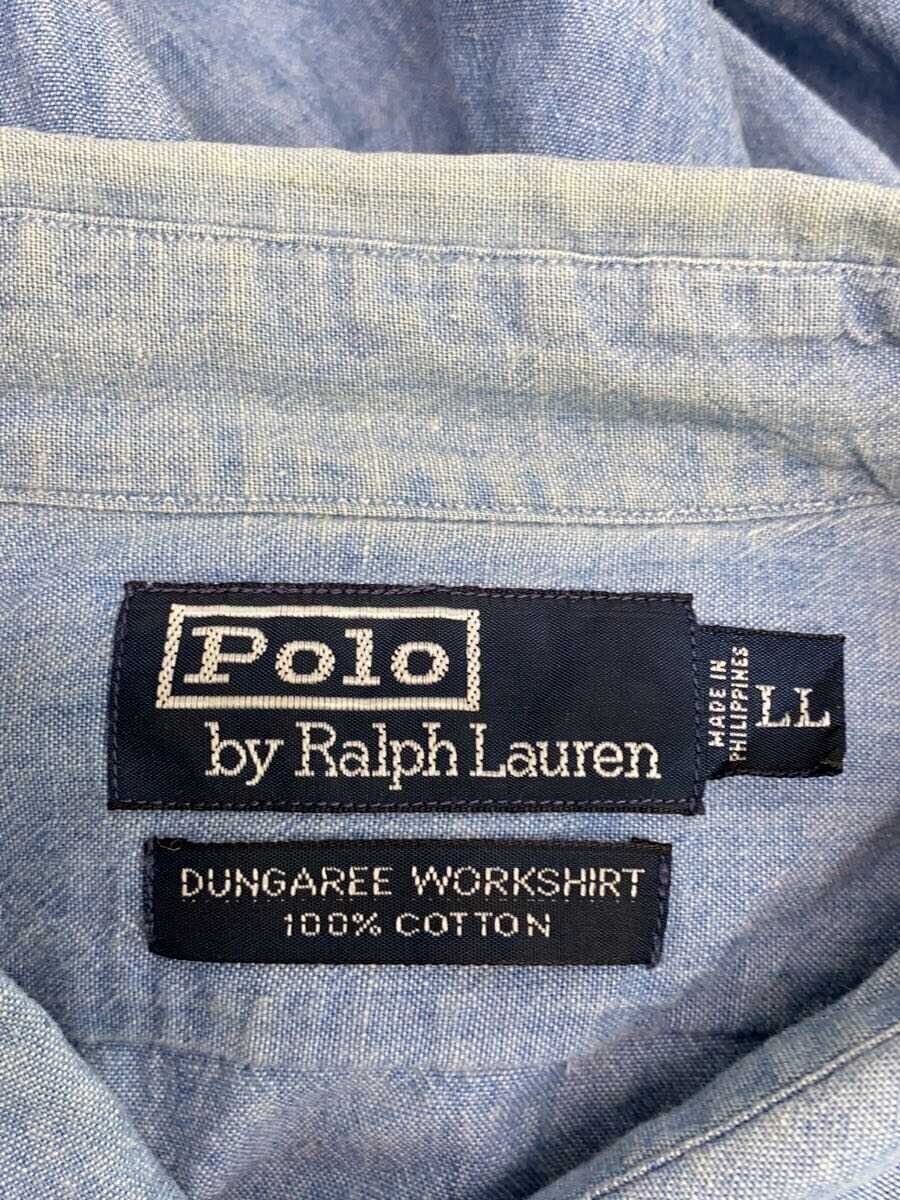 Polo
by Ralph Lauren
MADE IN
PHILIPPINES
LL
DUNGAREE WORKSHIRT
100% COTTON